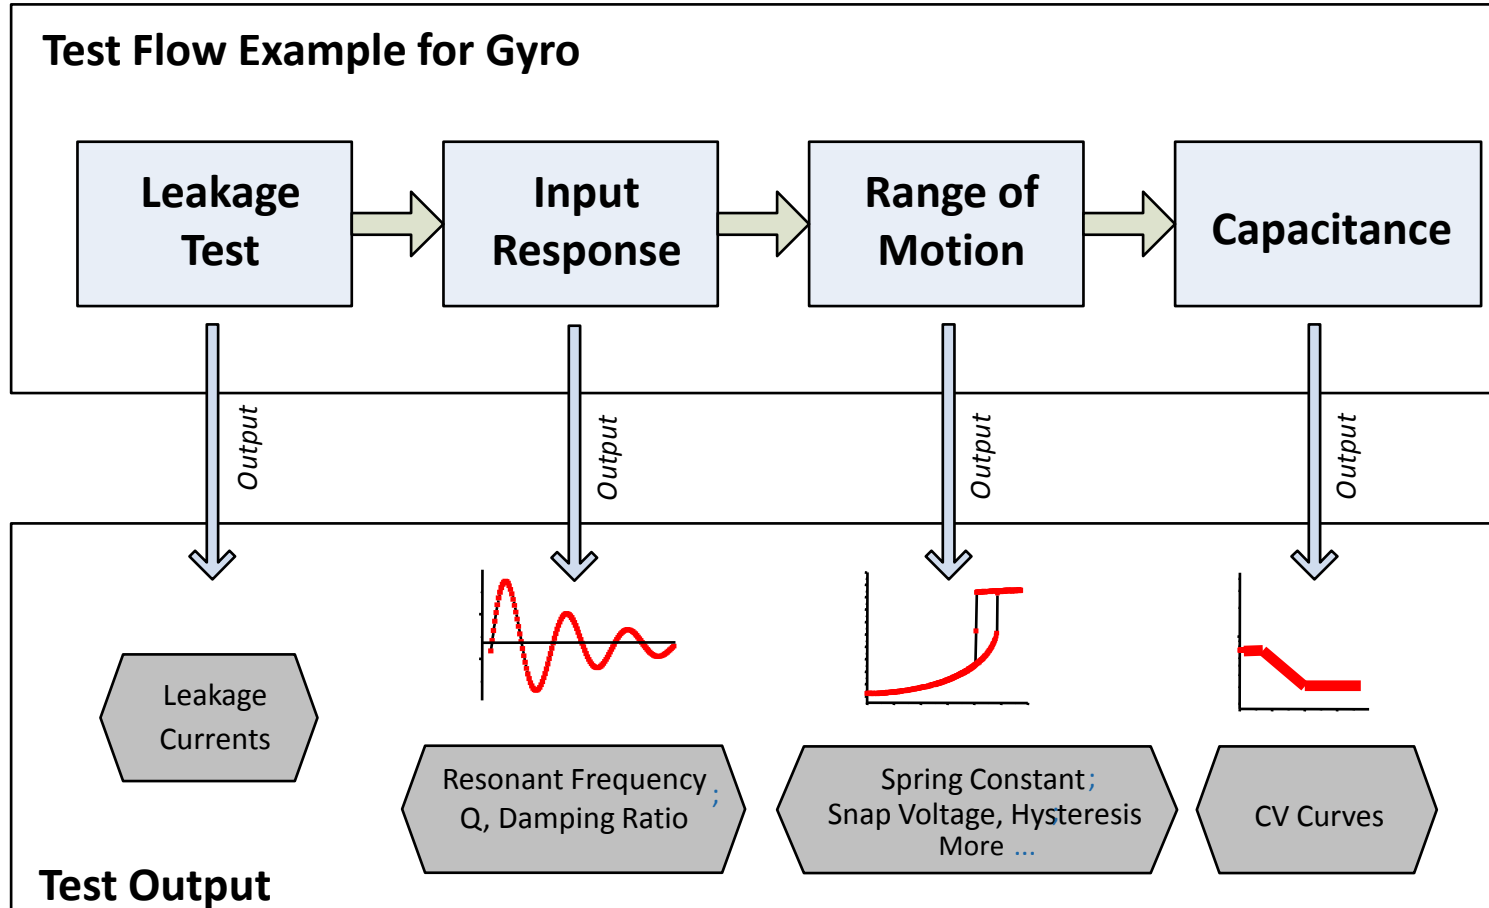 Test Flow Example for Gyro
Leakage
Test
Input
Response
Range of
Motion
Capacitance
Output
Output
Output
Output
Leakage
Currents
Resonant Frequency ;
Q, Damping Ratio
Spring Constant ;
Snap Voltage, Hysteresis ;
More ...
CV Curves
Test Output